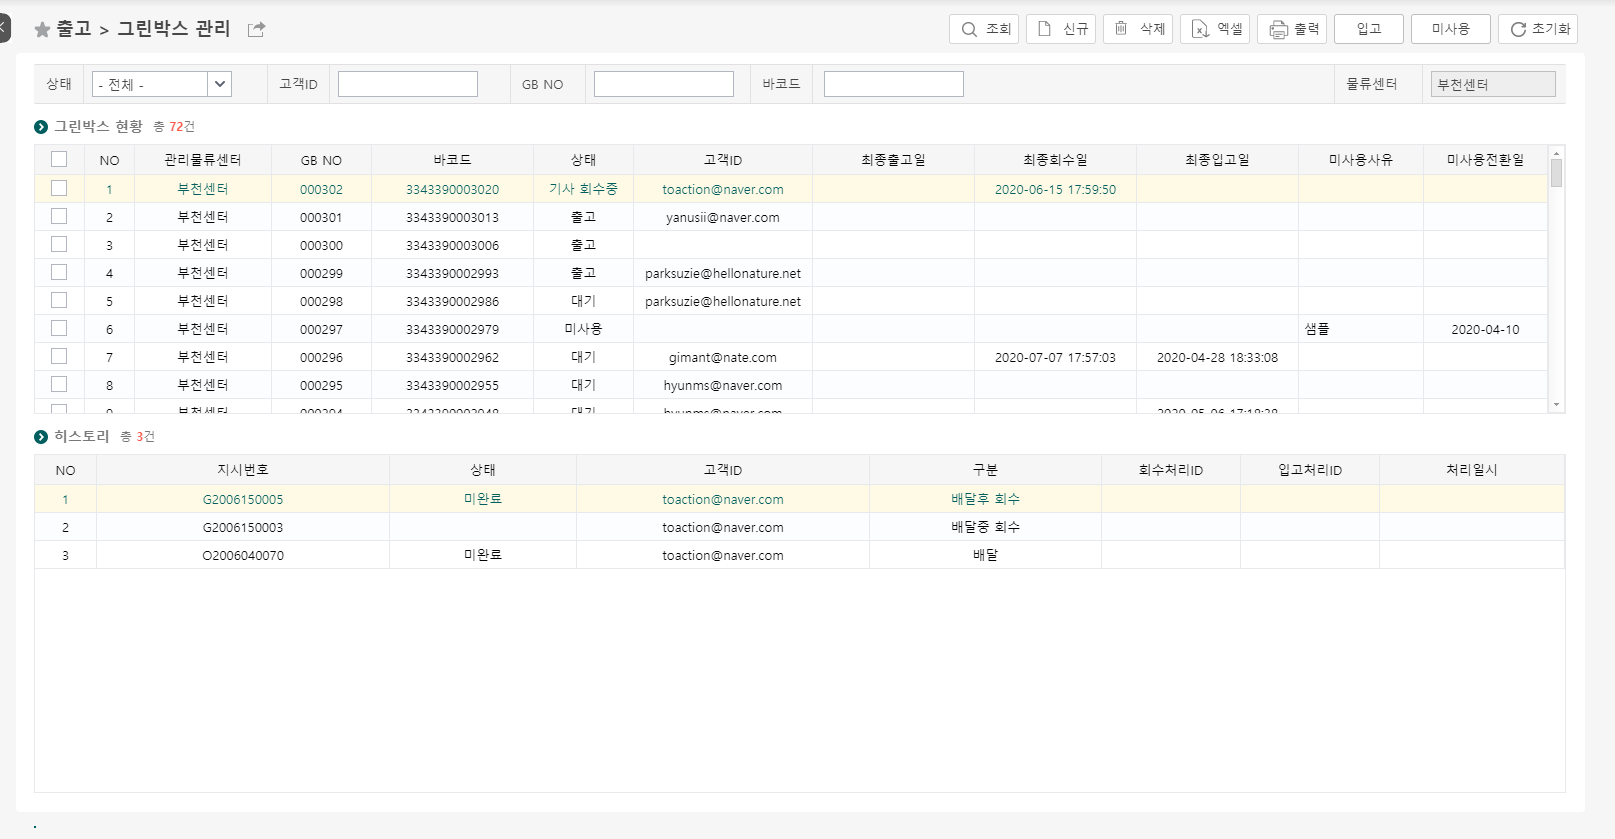 출고 > 그린박스 관리
조회 신규 삭제 엑셀 출력 입고 미사용 초기화
상태 - 전체 - 고객ID GB NO 바코드 물류센터 부천센터
그린박스 현황 총 72건
NO 관리물류센터 GB NO 바코드 상태 고객ID 최종출고일 최종회수일 최종입고일 미사용사유 미사용전환일
1 부천센터 000302 3343390003020 기사 회수중 toaction@naver.com 2020-06-15 17:59:50
2 부천센터 000301 3343390003013 출고 yanusii@naver.com
3 부천센터 000300 3343390003006 출고
4 부천센터 000299 3343390002993 출고 parksuzie@hellonature.net
5 부천센터 000298 3343390002986 대기 parksuzie@hellonature.net
6 부천센터 000297 3343390002979 미사용 샘플 2020-04-10
7 부천센터 000296 3343390002962 대기 gimant@nate.com 2020-07-07 17:57:03 2020-04-28 18:33:08
8 부천센터 000295 3343390002955 대기 hyunms@naver.com
9 부천센터 000294 3343390002948 대기 hyunms@naver.com
히스토리 총 3건
NO 지시번호 상태 고객ID 구분 회수처리ID 입고처리ID 처리일시
1 G2006150005 미완료 toaction@naver.com 배달후 회수
2 G2006150003 toaction@naver.com 배달중 회수
3 O2006040070 미완료 toaction@naver.com 배달